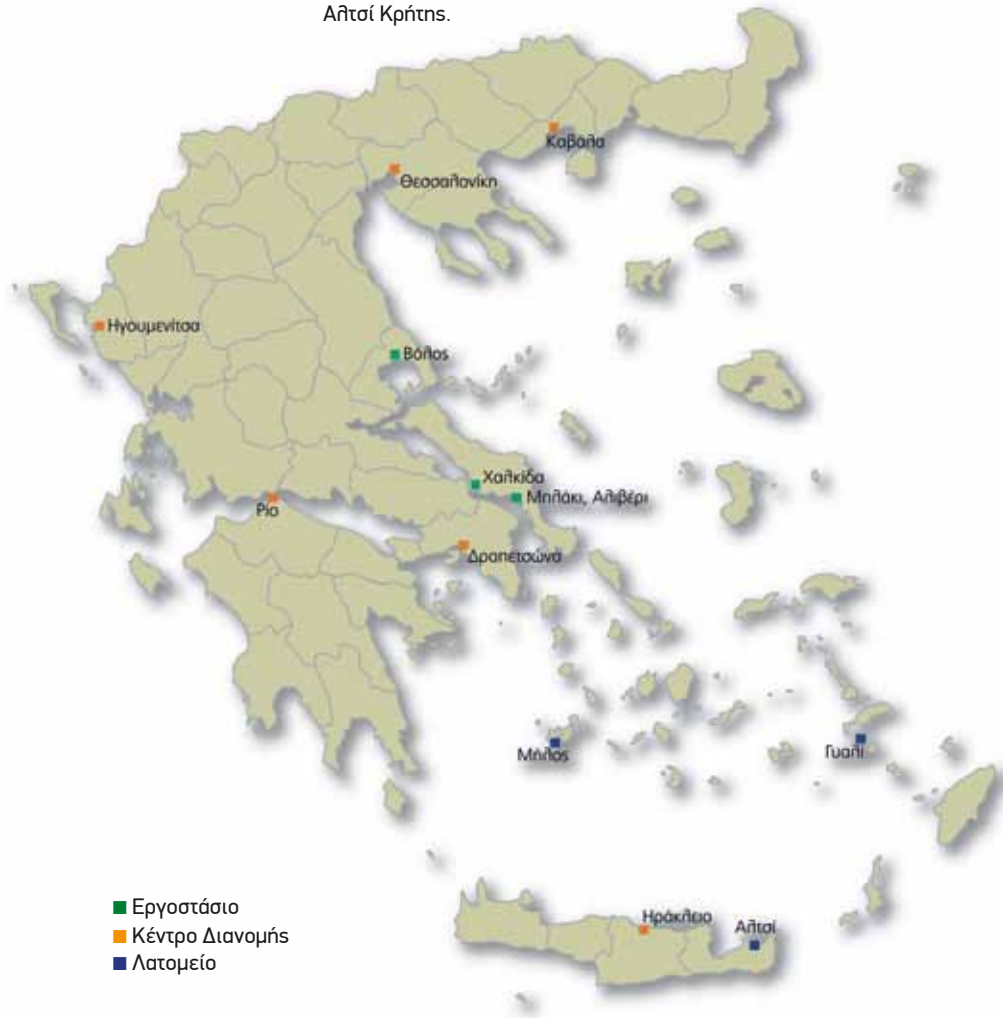 Αλτσί Κρήτης.
Καβάλα
Θεσσαλονίκη
Ηγουμενίτσα
Βόλος
Χαλκίδα
Μηλάκι, Αλιβέρι
Ρίο
Δραπετσώνα
Μήλος
Γυαλί
Ηράκλειο
Αλτσί
Εργοστάσιο
Κέντρο Διανομής
Λατομείο